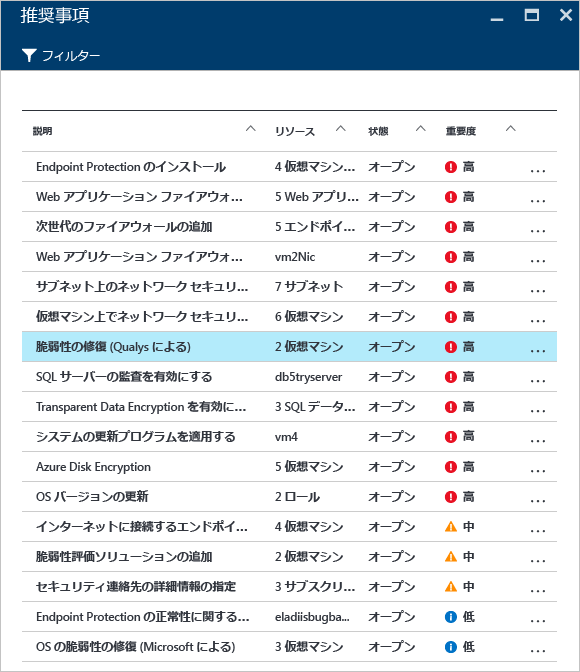 推奨事項
フィルター
説明 リソース 状態 重要度
Endpoint Protection のインストール 4 仮想マシン... オープン 高 ...
Web アプリケーション ファイアウォ... 5 Web アプリ... オープン 高 ...
次世代のファイアウォールの追加 5 エンドポイ... オープン 高 ...
Web アプリケーション ファイアウォ... vm2Nic オープン 高 ...
サブネット上のネットワーク セキュリ... 7 サブネット オープン 高 ...
仮想マシン上でネットワーク セキュリ... 6 仮想マシン オープン 高 ...
脆弱性の修復 (Qualys による) 2 仮想マシン オープン 高 ...
SQL サーバーの監査を有効にする db5tryserver オープン 高 ...
Transparent Data Encryption を有効に... 3 SQL データ... オープン 高 ...
システムの更新プログラムを適用する vm4 オープン 高 ...
Azure Disk Encryption 5 仮想マシン オープン 高 ...
OS バージョンの更新 2 ロール オープン 高 ...
インターネットに接続するエンドポイ... 4 仮想マシン オープン 中 ...
脆弱性評価ソリューションの追加 2 仮想マシン オープン 中 ...
セキュリティ連絡先の詳細情報の指定 3 サブスクリ... オープン 中 ...
Endpoint Protection の正常性に関する... eladiisbugba... オープン 低 ...
OS の脆弱性の修復 (Microsoft による) 3 仮想マシン オープン 低 ...